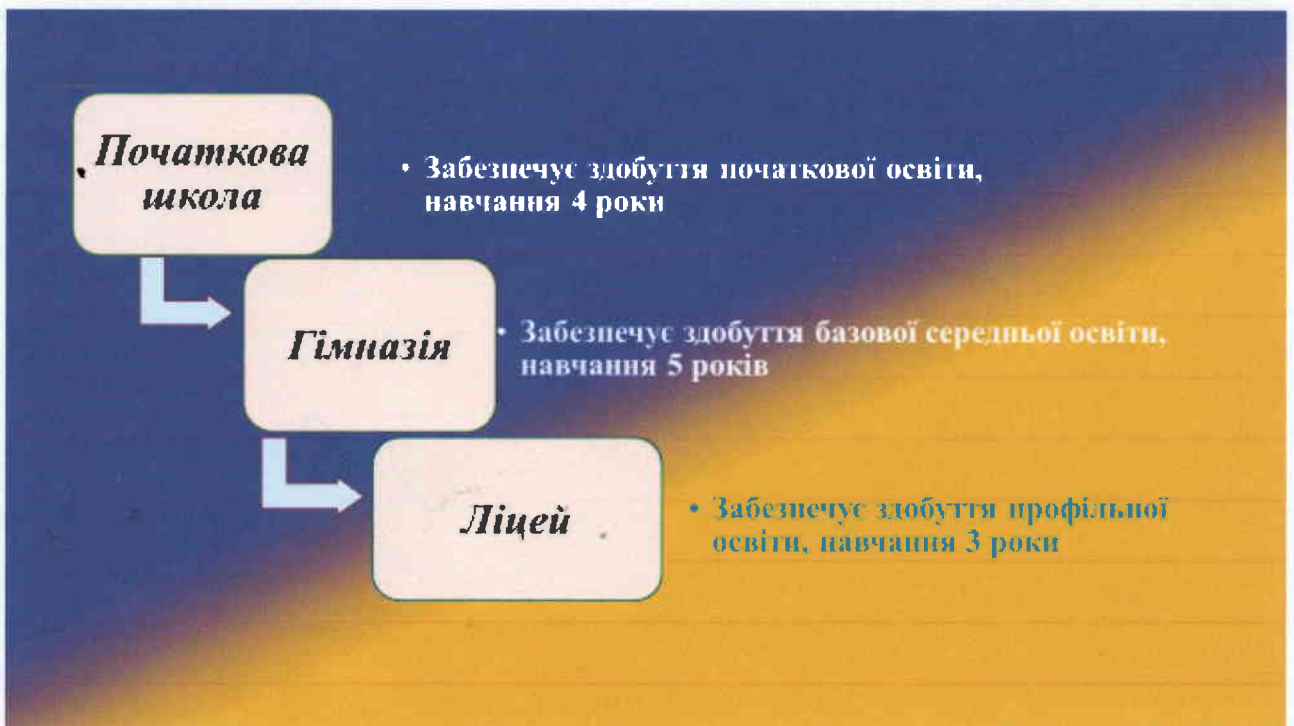 Початкова
школа
• Забезпечує здобуття початкової освіти,
навчання 4 роки
Гімназія
• Забезпечує здобуття базової середньої освіти,
навчання 5 років
Ліцей
• Забезпечує здобуття профільної
освіти, навчання 3 роки